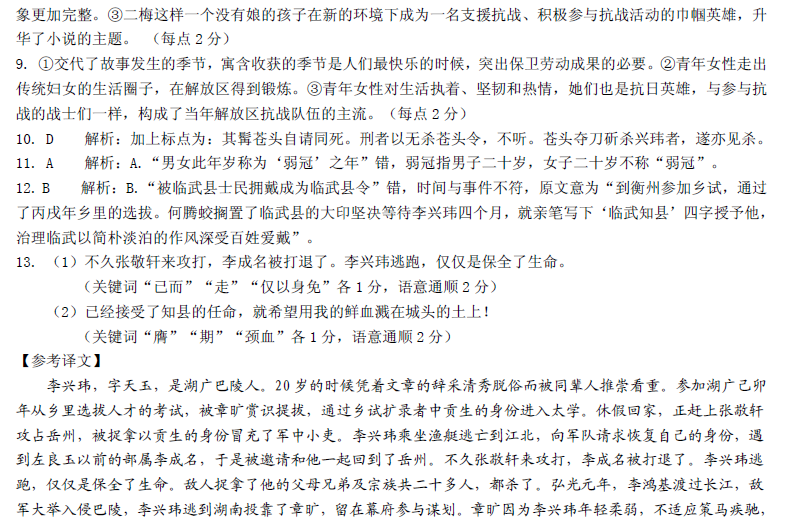 象更加完整。③二梅这样一个没有娘的孩子在新的环境下成为一名支援抗战、积极参与抗战活动的巾帼英雄，升
华了小说的主题。（每点2分）
9. ①交代了故事发生的季节，寓含收获的季节是人们最快乐的时候，突出保卫劳动成果的必要。②青年女性走出
传统妇女的生活圈子，在解放区得到锻炼。③青年女性对生活执着、坚韧和热情，她们也是抗日英雄，与参与抗
战的战士们一样，构成了当年解放区抗战队伍的主流。（每点2分）
10. D 解析：加上标点为：其髯苍头自请同死。刑者以无杀苍头令，不听。苍头夺刀斫杀兴玮者，遂亦见杀。
11. A 解析：A.“男女此年岁称为‘弱冠’之年”错，弱冠指男子二十岁，女子二十岁不称“弱冠”。
12. B 解析：B.“被临武县士民拥戴成为临武县令”错，时间与事件不符，原文意为“到衡州参加乡试，通过
了丙戌年乡里的选拔。何腾蛟搁置了临武县的大印坚决等待李兴玮四个月，就亲笔写下‘临武知县’四字授予他，
治理临武以简朴淡泊的作风深受百姓爱戴”。
13. （1）不久张敬轩来攻打，李成名被打退了。李兴玮逃跑，仅仅是保全了生命。
（关键词“已而”“走”“仅以身免”各1分，语意通顺2分）
（2）已经接受了知县的任命，就希望用我的鲜血溅在城头的土上！
（关键词“膺”“期”“颈血”各1分，语意通顺2分）
【参考译文】
李兴玮，字天玉，是湖广巴陵人。20岁的时候凭着文章的辞采清秀脱俗而被同辈人推崇看重。参加湖广己卯
年从乡里选拔人才的考试，被章旷赏识提拔，通过乡试扩录者中贡生的身份进入太学。休假回家，正赶上张敬轩
攻占岳州，被捉拿以贡生的身份冒充了军中小吏。李兴玮乘坐渔艇逃亡到江北，向军队请求恢复自己的身份，遇
到左良玉以前的部属李成名，于是被邀请和他一起回到了岳州。不久张敬轩来攻打，李成名被打退了。李兴玮逃
跑，仅仅是保全了生命。敌人捉拿了他的父母兄弟及宗族共二十多人，都杀了。弘光元年，李鸿基渡过长江，敌
军大举入侵巴陵，李兴玮逃到湖南投靠了章旷，留在幕府参与谋划。章旷因为李兴玮年轻柔弱，不适应策马疾驰，